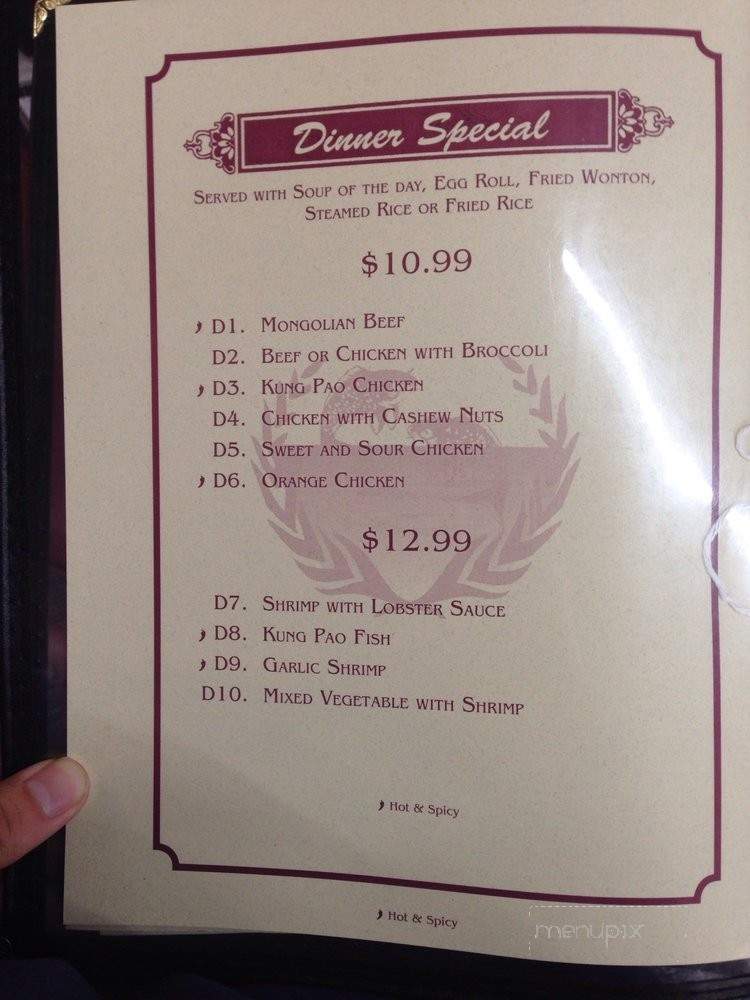 Dinner Special
Served with Soup of the day, Egg Roll, Fried Wonton,
Steamed Rice or Fried Rice
$10.99
D1. Mongolian Beef
D2. Beef or Chicken with Broccoli
D3. Kung Pao Chicken
D4. Chicken with Cashew Nuts
D5. Sweet and Sour Chicken
D6. Orange Chicken
$12.99
D7. Shrimp with Lobster Sauce
D8. Kung Pao Fish
D9. Garlic Shrimp
D10. Mixed Vegetable with Shrimp
Hot & Spicy
Hot & Spicy
menupix